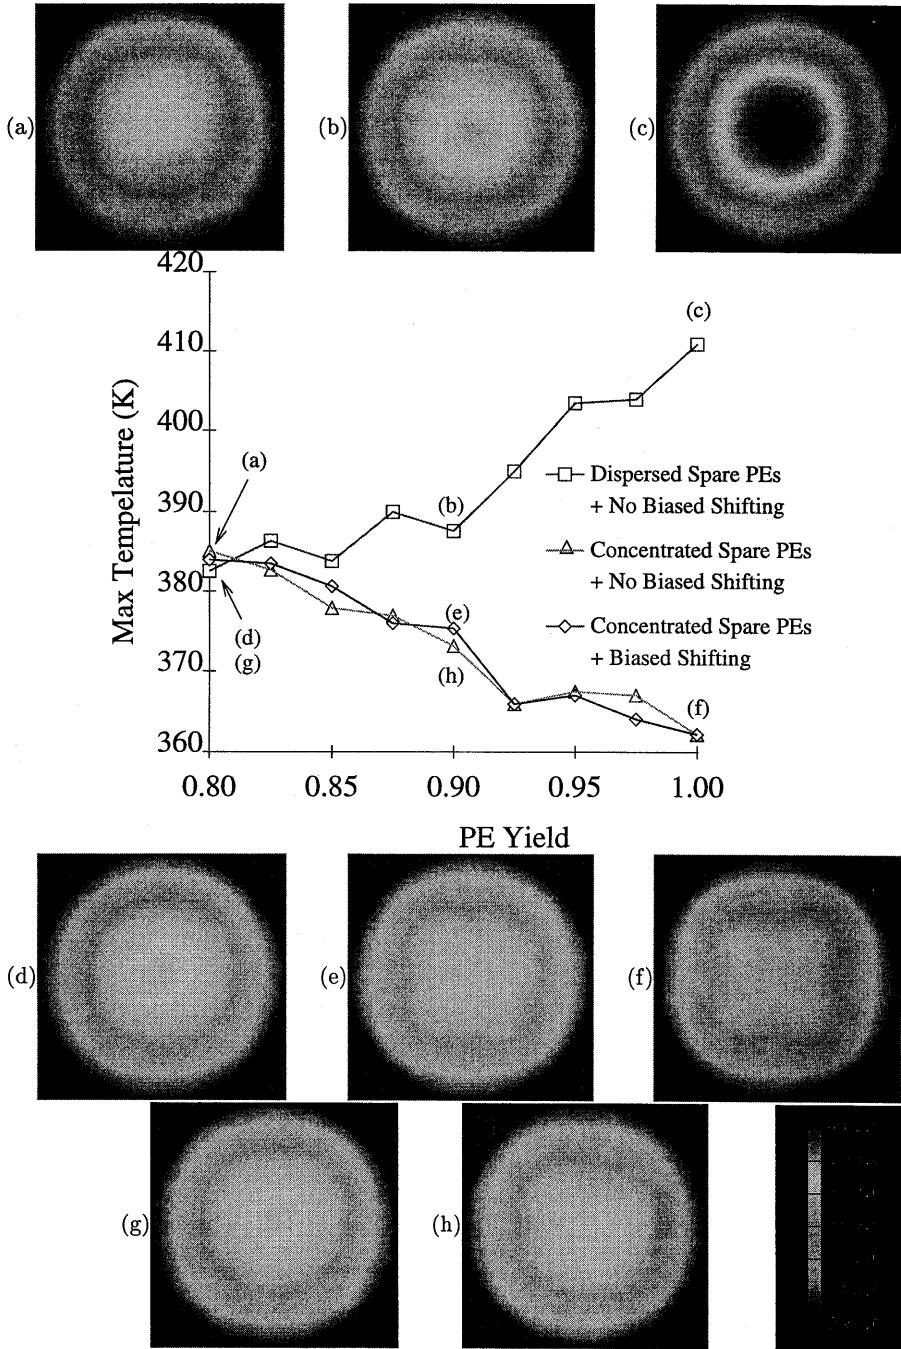 (a)
(b)
(c)
420
410
400
390
380
370
360
Max Tempelature (K)
(a)
(b)
(c)
(d)
(g)
(e)
(h)
(f)
Dispersed Spare PEs
+ No Biased Shifting
Concentrated Spare PEs
+ No Biased Shifting
Concentrated Spare PEs
+ Biased Shifting
0.80 0.85 0.90 0.95 1.00
PE Yield
(d)
(e)
(f)
(g)
(h)